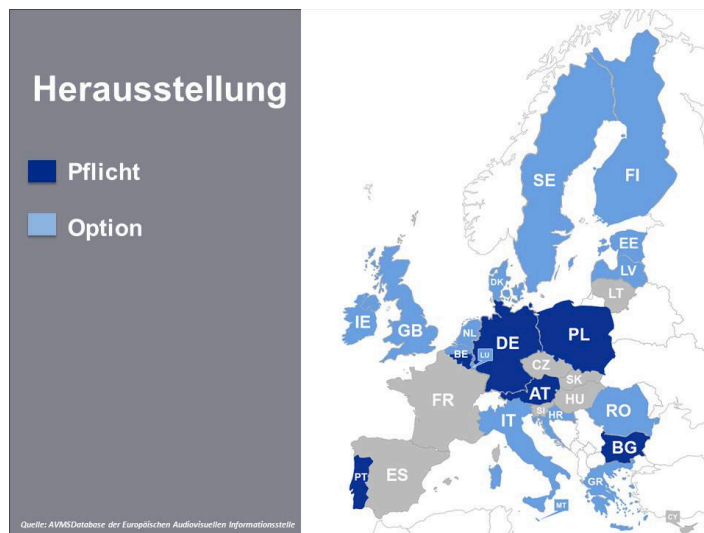 Herausstellung
Pflicht
Option
SE
FI
EE
LV
LT
DK
IE
GB
NL
BE
LU
DE
PL
CZ
SK
AT
HU
FR
SI
HR
IT
RO
BG
PT
ES
GR
MT
CY
Quelle: AVMSDatabase der Europäischen Audiovisuellen Informationsstelle